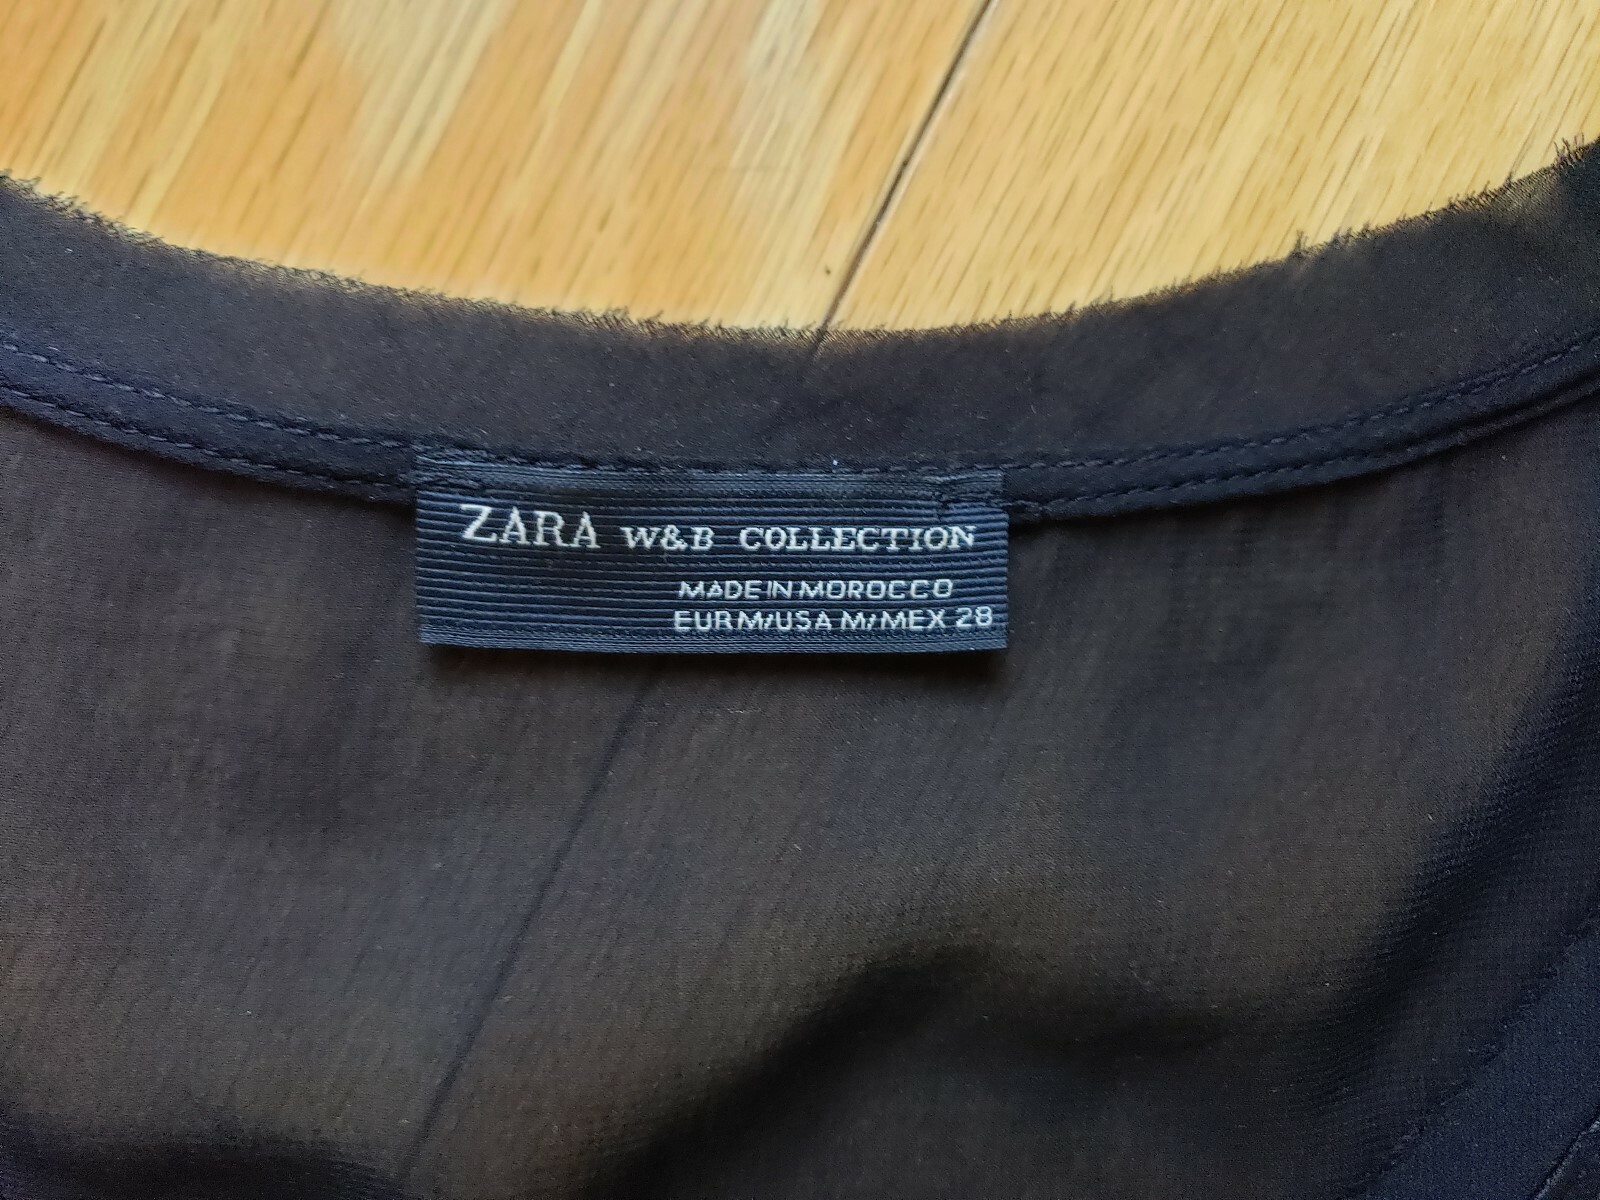 ZARA W&B COLLECTION
MADE IN MOROCCO
EUR M/USA M/MEX 28